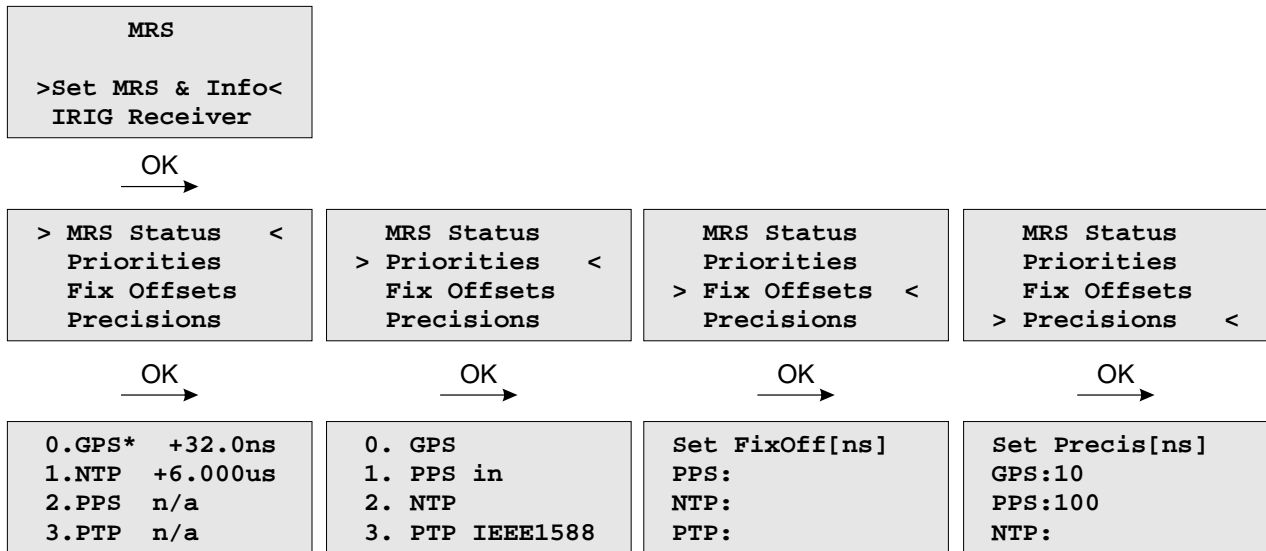 MRS
>Set MRS & Info<
IRIG Receiver
OK
> MRS Status <
Priorities
Fix Offsets
Precisions
MRS Status
> Priorities <
Fix Offsets
Precisions
MRS Status
Priorities
> Fix Offsets <
Precisions
MRS Status
Priorities
Fix Offsets
> Precisions <
OK
OK
OK
OK
0.GPS* +32.0ns
1.NTP +6.000us
2.PPS n/a
3.PTP n/a
0. GPS
1. PPS in
2. NTP
3. PTP IEEE1588
Set FixOff[ns]
PPS:
NTP:
PTP:
Set Precis[ns]
GPS:10
PPS:100
NTP: